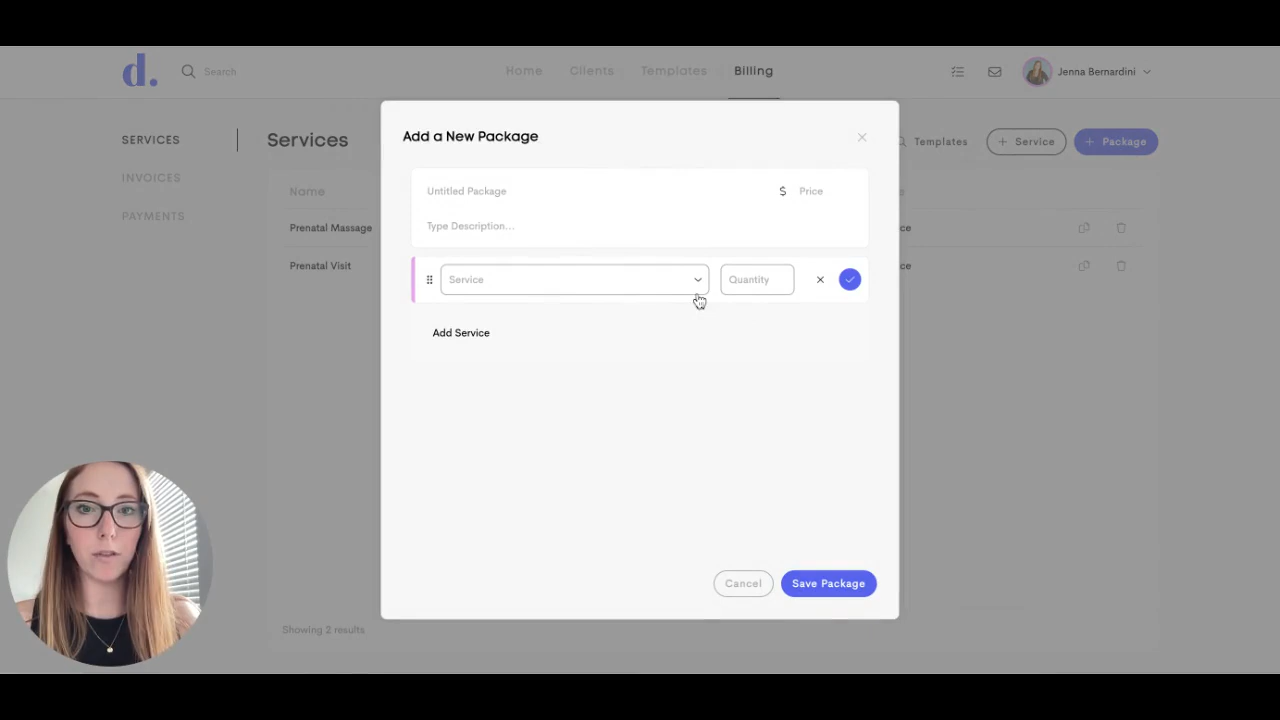 d.
Search
Home
Clients
Templates
Billing
Jenna Bernardini
SERVICES
INVOICES
PAYMENTS
Services
Templates
+ Service
+ Package
Name
Prenatal Massage
Prenatal Visit
Showing 2 results
Add a New Package
Untitled Package
$ Price
Type Description...
Service
Quantity
Add Service
Cancel
Save Package